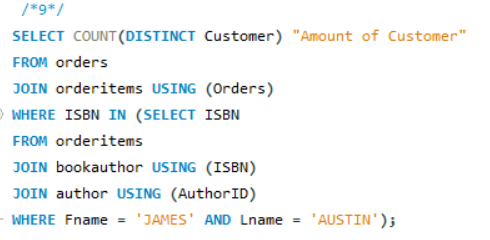 /*9*/
SELECT COUNT(DISTINCT Customer) "Amount of Customer"
FROM orders
JOIN orderitems USING (Orders)
WHERE ISBN IN (SELECT ISBN
FROM orderitems
JOIN bookauthor USING (ISBN)
JOIN author USING (AuthorID)
WHERE Fname = 'JAMES' AND Lname = 'AUSTIN');